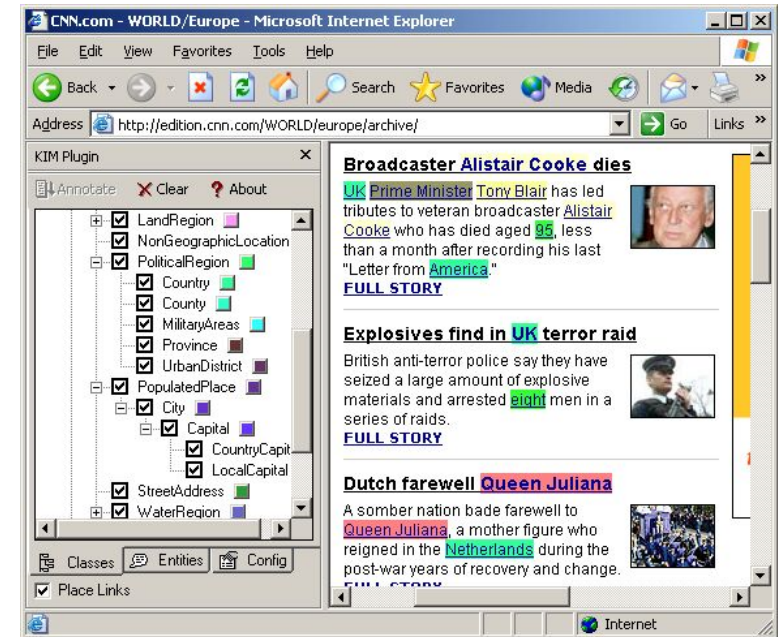 CNN.com - WORLD/Europe - Microsoft Internet Explorer
File Edit View Favorites Tools Help
Back Search Favorites Media »
Address http://edition.cnn.com/WORLD/europe/archive/ Go Links »
KIM Plugin
Annotate Clear ? About
LandRegion
NonGeographicLocation
PoliticalRegion
Country
County
MilitaryAreas
Province
UrbanDistrict
PopulatedPlace
City
Capital
CountryCapit
LocalCapital
StreetAddress
WaterRegion
Classes Entities Config
Place Links
Broadcaster Alistair Cooke dies
UK Prime Minister Tony Blair has led
tributes to veteran broadcaster Alistair
Cooke who has died aged 95, less
than a month after recording his last
"Letter from America."
FULL STORY
Explosives find in UK terror raid
British anti-terror police say they have
seized a large amount of explosive
materials and arrested eight men in a
series of raids.
FULL STORY
Dutch farewell Queen Juliana
A somber nation bade farewell to
Queen Juliana, a mother figure who
reigned in the Netherlands during the
post-war years of recovery and change.
FULL STORY
Internet